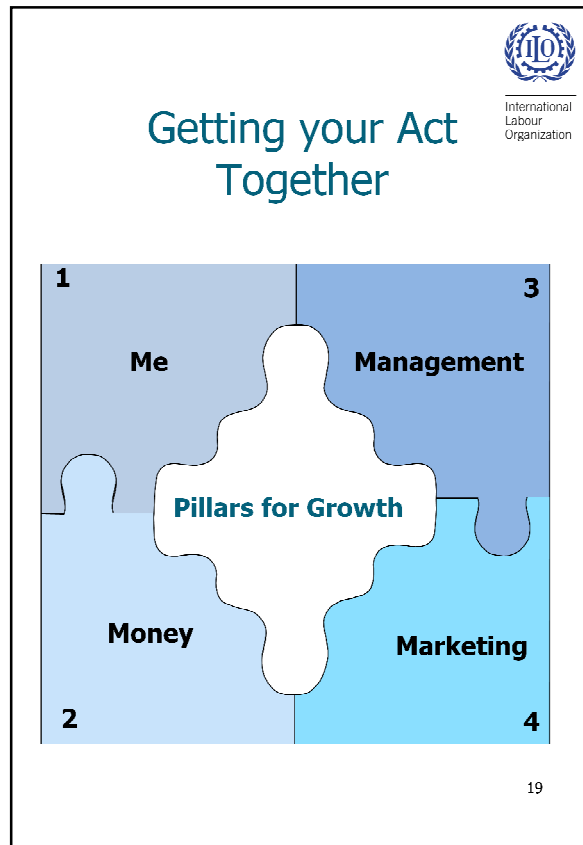 ILO
International
Labour
Organization
Getting your Act
Together
1
3
Me
Management
Pillars for Growth
Money
Marketing
2
4
19